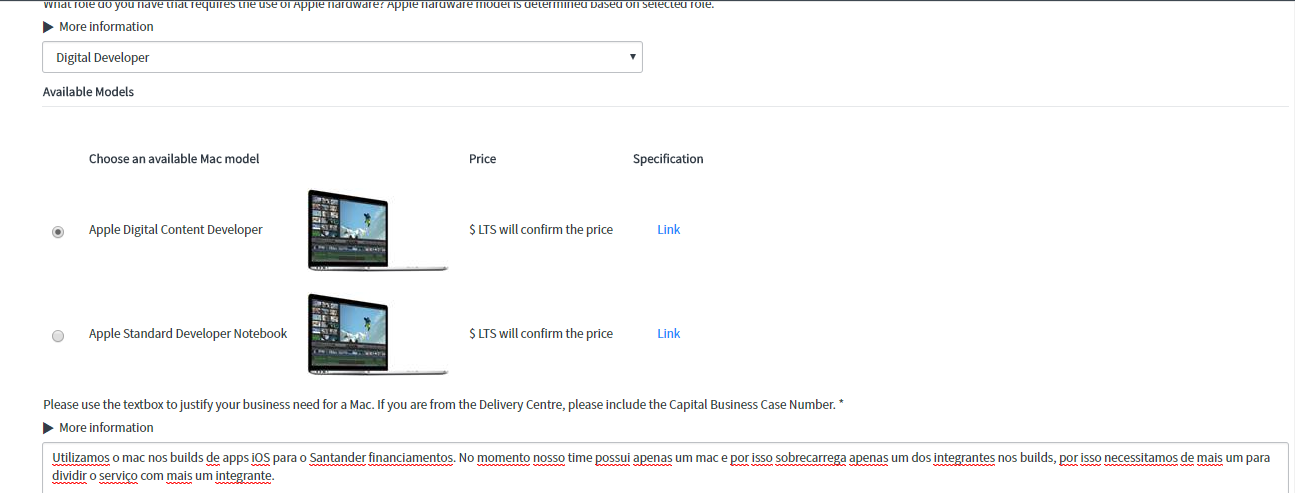 What role do you have that requires the use of Apple hardware? Apple hardware model is determined based on selected role.
More information
Digital Developer
Available Models
Choose an available Mac model Price Specification
Apple Digital Content Developer $ LTS will confirm the price Link
Apple Standard Developer Notebook $ LTS will confirm the price Link
Please use the textbox to justify your business need for a Mac. If you are from the Delivery Centre, please include the Capital Business Case Number. *
More information
Utilizamos o mac nos builds de apps iOS para o Santander financiamentos. No momento nosso time possui apenas um mac e por isso sobrecarrega apenas um dos integrantes nos builds, por isso necessitamos de mais um para
dividir o serviço com mais um integrante.